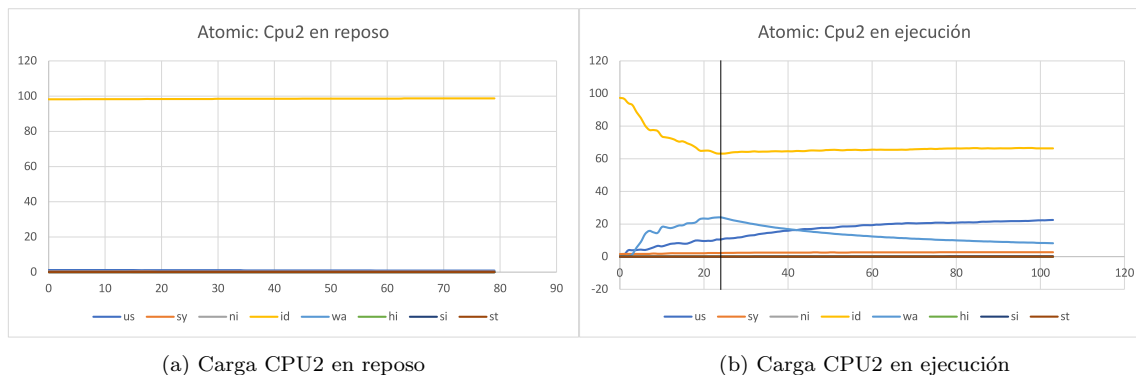 Atomic: Cpu2 en reposo
120
100
80
60
40
20
0
0 10 20 30 40 50 60 70 80 90
us sy ni id wa hi si st
(a) Carga CPU2 en reposo
Atomic: Cpu2 en ejecución
120
100
80
60
40
20
0
-20
0 20 40 60 80 100 120
us sy ni id wa hi si st
(b) Carga CPU2 en ejecución